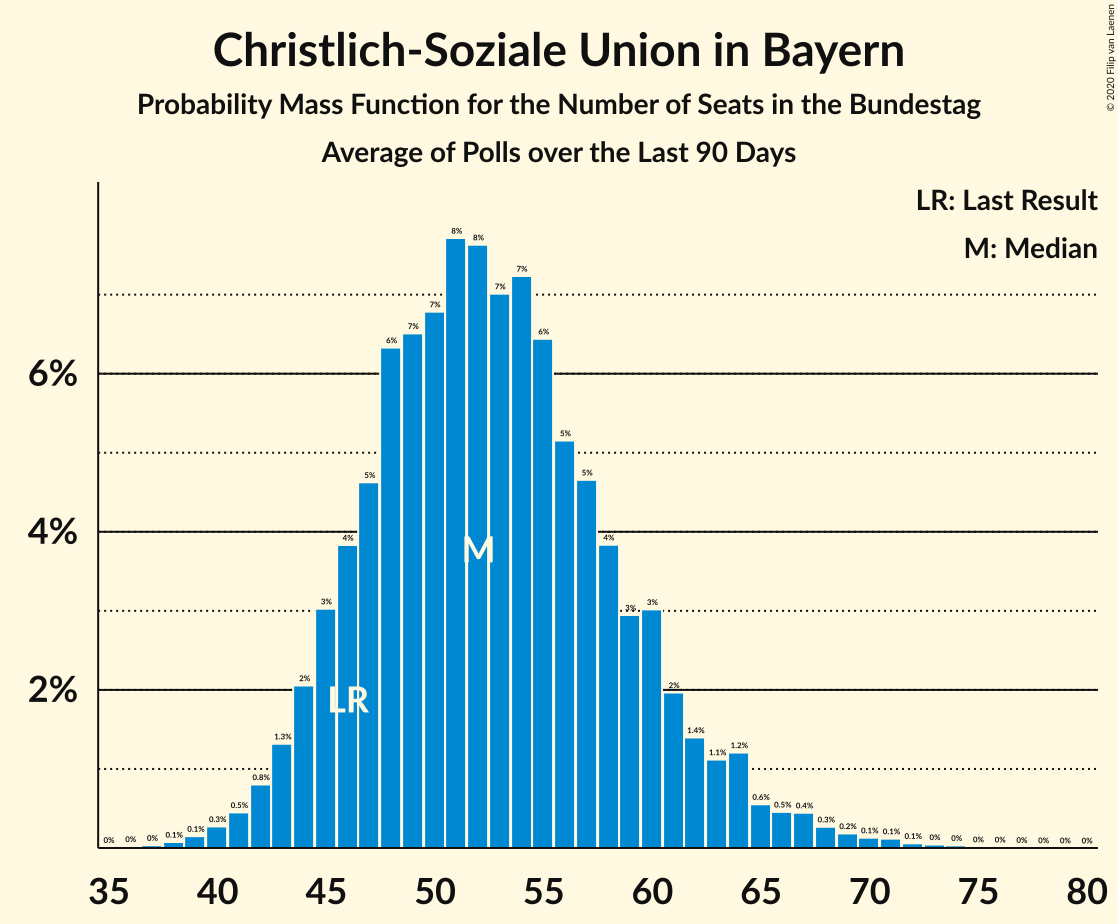 Christlich-Soziale Union in Bayern
Probability Mass Function for the Number of Seats in the Bundestag
Average of Polls over the Last 90 Days
© 2020 Filip van Laenen
LR: Last Result
M: Median
8% 8%
7% 7% 7% 7%
6% 6%
6%
5% 5% 5%
4%
4% 4%
M
3% 3% 3%
2%
2% 2%
LR
1.3% 1.4% 1.1% 1.2%
0% 0% 0% 0.1% 0.1% 0.3% 0.5% 0.8% 0.6% 0.5% 0.4% 0.3% 0.2% 0.1% 0.1% 0.1% 0% 0% 0% 0% 0% 0% 0% 0%
35 40 45 50 55 60 65 70 75 80